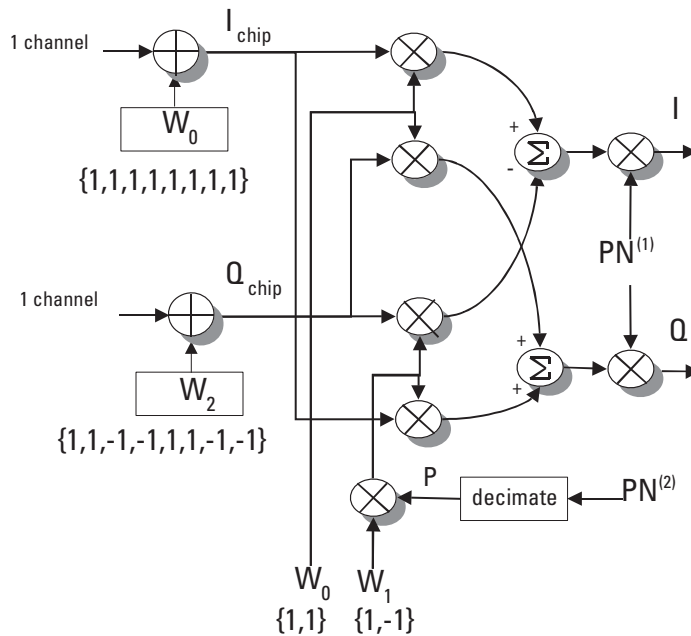 I chip
1 channel
W0
{1,1,1,1,1,1,1,1}
+
Σ
-
I
PN(1)
Q chip
1 channel
W2
{1,1,-1,-1,1,1,-1,-1}
Q
+
Σ
+
P
decimate
PN(2)
W0
{1,1}
W1
{1,-1}